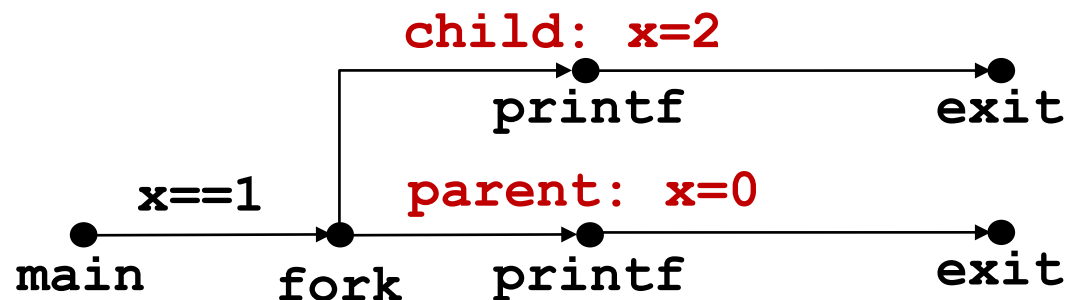 child: x=2
printf exit
x==1 parent: x=0
main fork printf exit